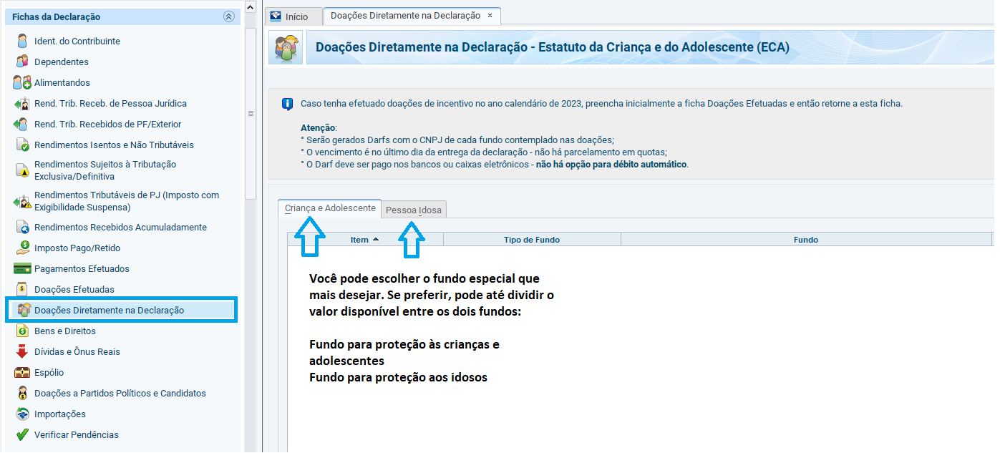 Fichas da Declaração
Ident. do Contribuinte
Dependentes
Alimentandos
Rend. Trib. Receb. de Pessoa Jurídica
Rend. Trib. Recebidos de PF/Exterior
Rendimentos Isentos e Não Tributáveis
Rendimentos Sujeitos à Tributação
Exclusiva/Definitiva
Rendimentos Tributáveis de PJ (Imposto com
Exigibilidade Suspensa)
Rendimentos Recebidos Acumuladamente
Imposto Pago/Retido
Pagamentos Efetuados
Doações Efetuadas
Doações Diretamente na Declaração
Bens e Direitos
Dívidas e Ônus Reais
Espólio
Doações a Partidos Políticos e Candidatos
Importações
Verificar Pendências
Início
Doações Diretamente na Declaração ×
Doações Diretamente na Declaração - Estatuto da Criança e do Adolescente (ECA)
Caso tenha efetuado doações de incentivo no ano calendário de 2023, preencha inicialmente a ficha Doações Efetuadas e então retorne a esta ficha.
Atenção:
° Serão gerados Darfs com o CNPJ de cada fundo contemplado nas doações;
° O vencimento é no último dia da entrega da declaração - não há parcelamento em quotas;
° O Darf deve ser pago nos bancos ou caixas eletrônicos - não há opção para débito automático.
Criança e Adolescente
Pessoa Idosa
Item
Tipo de Fundo
Fundo
Você pode escolher o fundo especial que
mais desejar. Se preferir, pode até dividir o
valor disponível entre os dois fundos:
Fundo para proteção às crianças e
adolescentes
Fundo para proteção aos idosos